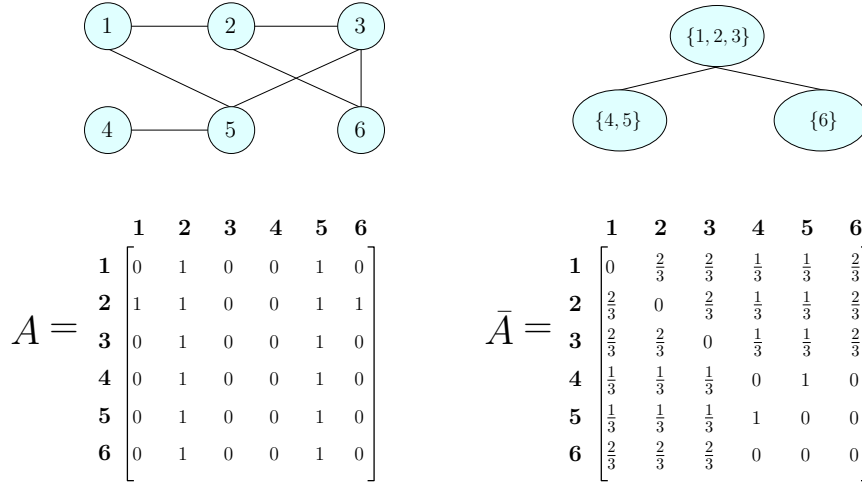 1 2 3
4 5 6
{1, 2, 3}
{4, 5} {6}
1 2 3 4 5 6
A = 
1 0 1 0 0 1 0
2 1 1 0 0 1 1
3 0 1 0 0 1 0
4 0 1 0 0 1 0
5 0 1 0 0 1 0
6 0 1 0 0 1 0
1 2 3 4 5 6
Ā =
1 0 2/3 2/3 1/3 1/3 2/3
2 2/3 0 2/3 1/3 1/3 2/3
3 2/3 2/3 0 1/3 1/3 2/3
4 1/3 1/3 1/3 0 1 0
5 1/3 1/3 1/3 1 0 0
6 2/3 2/3 2/3 0 0 0